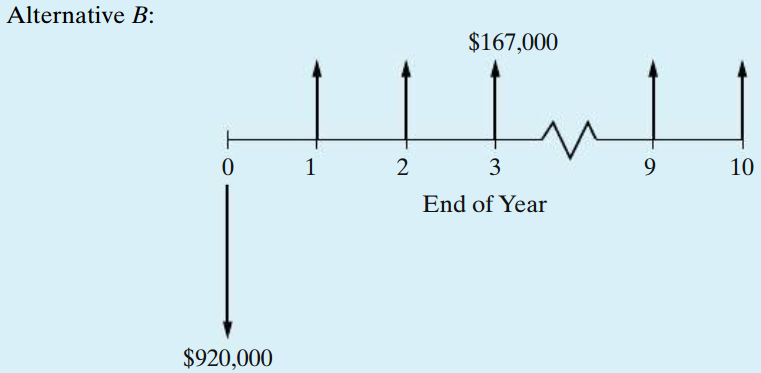 Alternative B:
$167,000
0 1 2 3 9 10
End of Year
$920,000